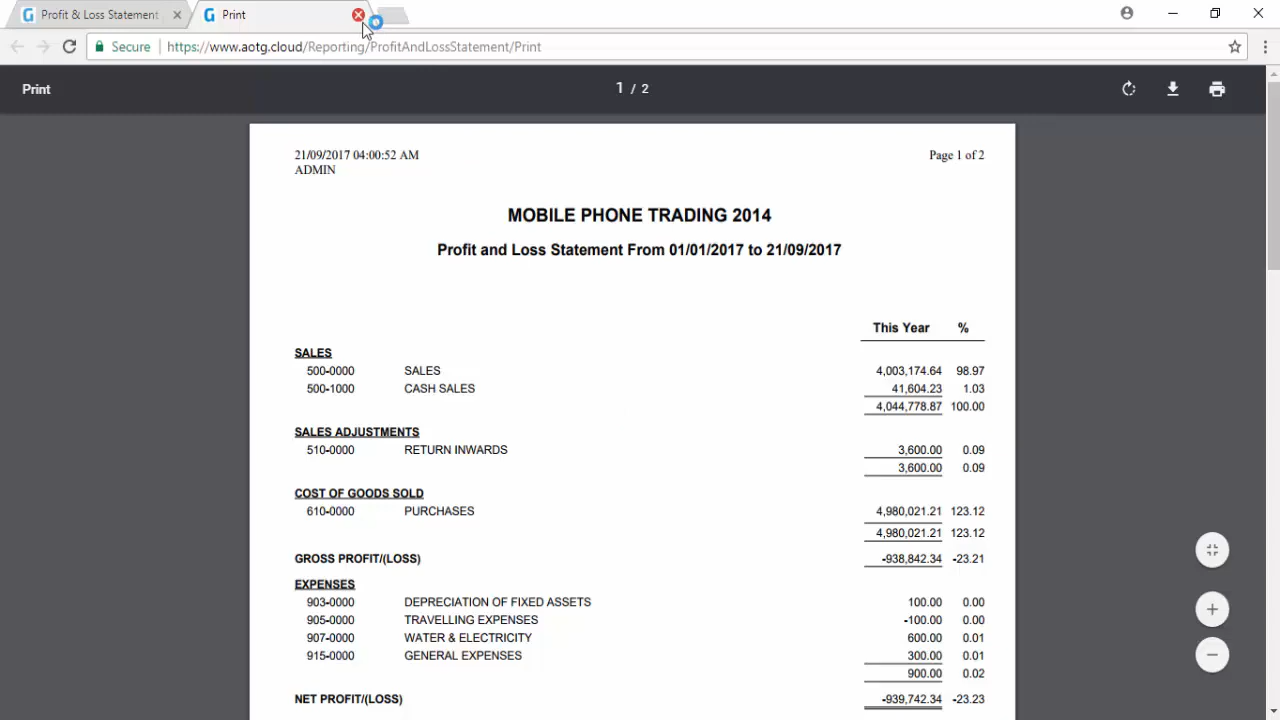 Profit & Loss Statement
Print
Secure https://www.aotg.cloud/Reporting/ProfitAndLossStatement/Print
Print 1 / 2
21/09/2017 04:00:52 AM Page 1 of 2
ADMIN
MOBILE PHONE TRADING 2014
Profit and Loss Statement From 01/01/2017 to 21/09/2017
This Year %
SALES
500-0000 SALES 4,003,174.64 98.97
500-1000 CASH SALES 41,604.23 1.03
4,044,778.87 100.00
SALES ADJUSTMENTS
510-0000 RETURN INWARDS 3,600.00 0.09
3,600.00 0.09
COST OF GOODS SOLD
610-0000 PURCHASES 4,980,021.21 123.12
4,980,021.21 123.12
GROSS PROFIT/(LOSS) -938,842.34 -23.21
EXPENSES
903-0000 DEPRECIATION OF FIXED ASSETS 100.00 0.00
905-0000 TRAVELLING EXPENSES -100.00 0.00
907-0000 WATER & ELECTRICITY 600.00 0.01
915-0000 GENERAL EXPENSES 300.00 0.01
900.00 0.02
NET PROFIT/(LOSS) -939,742.34 -23.23